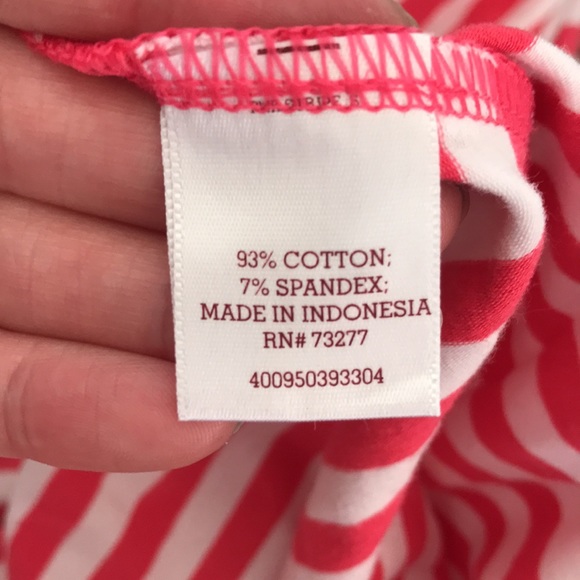 93% COTTON;
7% SPANDEX;
MADE IN INDONESIA
RN# 73277
400950393304